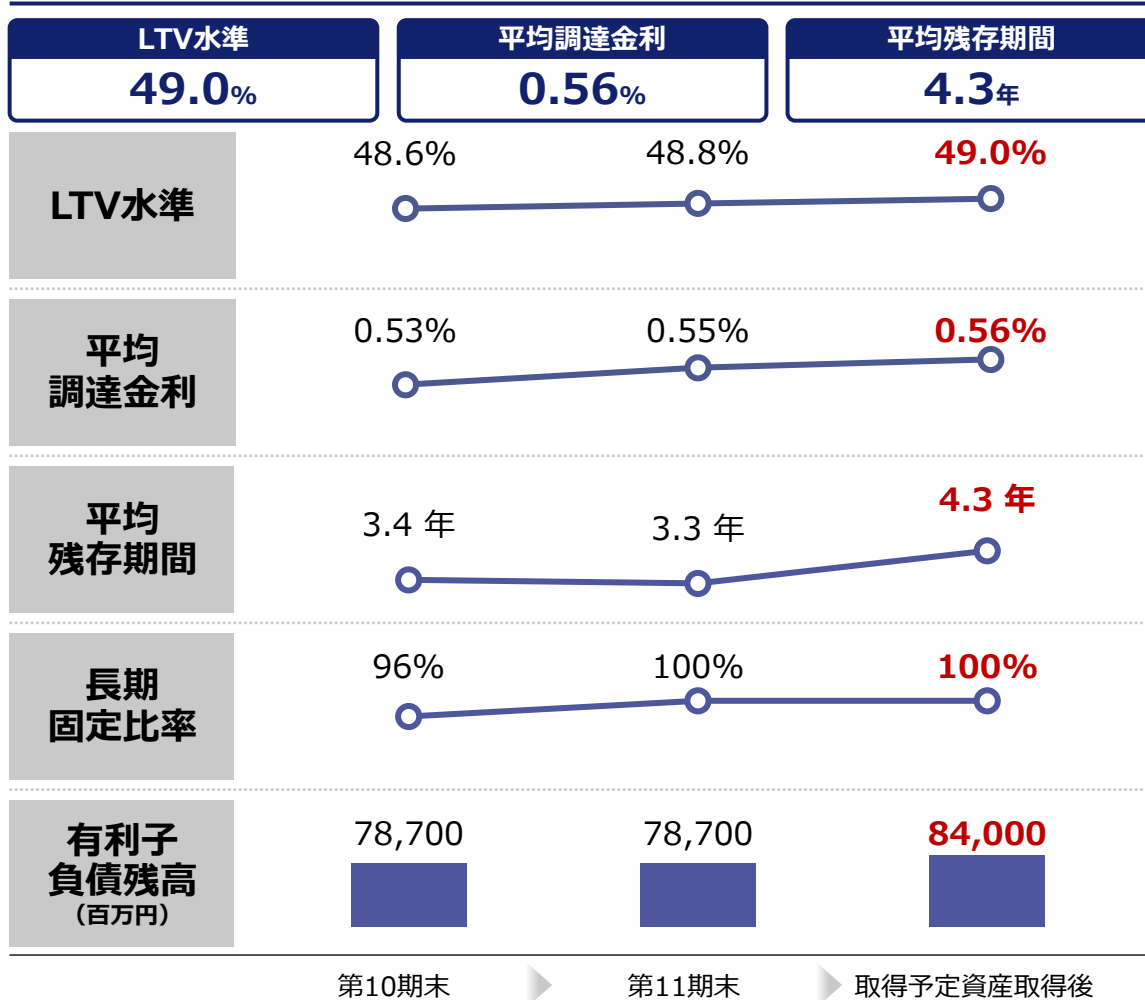 LTV水準
49.0%
平均調達金利
0.56%
平均残存期間
4.3年
LTV水準
48.6%
48.8%
49.0%
平均
調達金利
0.53%
0.55%
0.56%
平均
残存期間
3.4 年
3.3 年
4.3 年
長期
固定比率
96%
100%
100%
有利子
負債残高
（百万円）
78,700
78,700
84,000
第10期末
第11期末
取得予定資産取得後